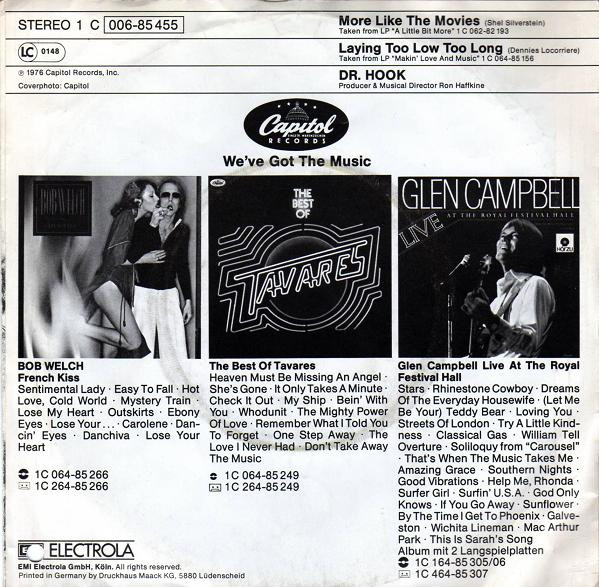 STEREO 1 C 006-85 455
More Like The Movies (Shel Silverstein)
Taken from LP "A Little Bit More" 1 C 062-82 193
LC 0148
Laying Too Low Too Long (Dennies Locorriere)
Taken from LP "Makin' Love And Music" 1 C 064-85 156
℗ 1976 Capitol Records, Inc.
Coverphoto: Capitol
DR. HOOK
Producer & Musical Director Ron Haffkine
Capitol
RECORDS
We've Got The Music
BOB WELCH
THE
BEST
OF
TAVARES
GLEN CAMPBELL
LIVE
AT THE ROYAL FESTIVAL HALL
HÖRZU
BOB WELCH
French Kiss
Sentimental Lady · Easy To Fall · Hot
Love, Cold World · Mystery Train ·
Lose My Heart · Outskirts · Ebony
Eyes · Lose Your . . . · Carolene · Dan-
cin' Eyes · Danchiva · Lose Your
Heart
1C 064-85 266
1C 264-85 266
The Best Of Tavares
Heaven Must Be Missing An Angel ·
She's Gone · It Only Takes A Minute ·
Check It Out · My Ship · Bein' With
You · Whodunit · The Mighty Power
Of Love · Remember What I Told You
To Forget · One Step Away · The
Love I Never Had · Don't Take Away
The Music
1C 064-85 249
1C 264-85 249
Glen Campbell Live At The Royal
Festival Hall
Stars · Rhinestone Cowboy · Dreams
Of The Everyday Housewife · (Let Me
Be Your) Teddy Bear · Loving You ·
Streets Of London · Try A Little Kind-
ness · Classical Gas · William Tell
Overture · Soliloquy from "Carousel"
· That's When The Music Takes Me ·
Amazing Grace · Southern Nights ·
Good Vibrations · Help Me, Rhonda ·
Surfer Girl · Surfin' U.S.A. · God Only
Knows · If You Go Away · Sunflower ·
By The Time I Get To Phoenix · Galve-
ston · Wichita Lineman · Mac Arthur
Park · This Is Sarah's Song
Album mit 2 Langspielplatten
1C 164-85 305/06
1C 464-85 307
EMI ELECTROLA
EMI Electrola GmbH, Köln. All rights reserved.
Printed in Germany by Druckhaus Maack KG, 5880 Lüdenscheid